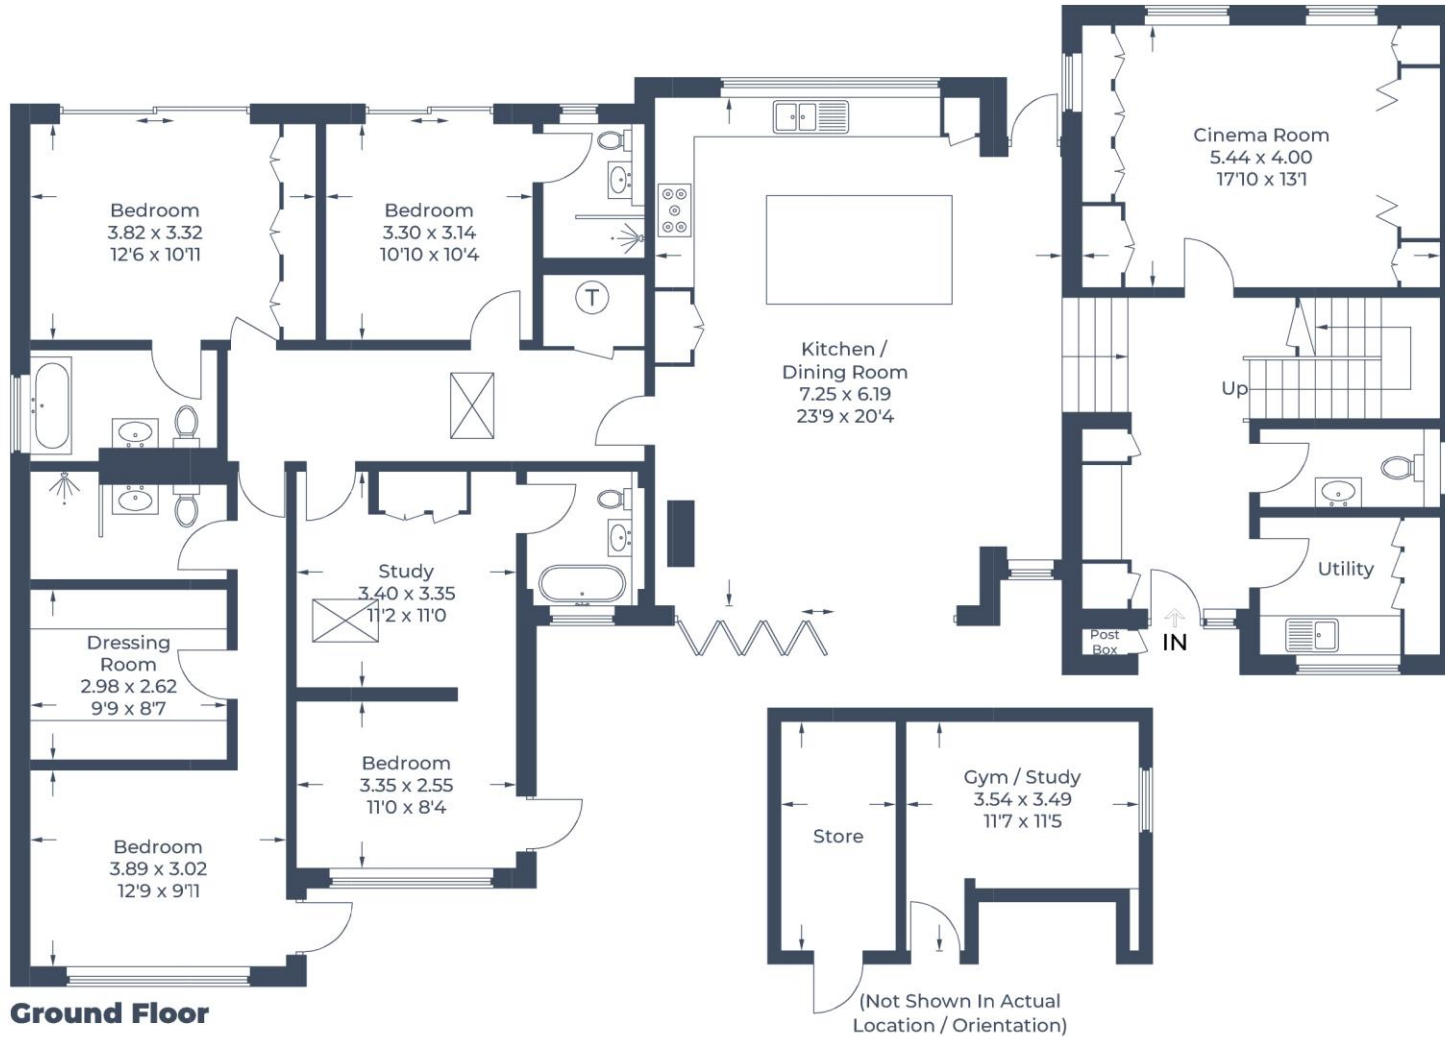 Cinema Room
5.44 x 4.00
17'10 x 13'1
Bedroom
3.82 x 3.32
12'6 x 10'11
Bedroom
3.30 x 3.14
10'10 x 10'4
T
Kitchen /
Dining Room
7.25 x 6.19
23'9 x 20'4
Up
Study
3.40 x 3.35
11'2 x 11'0
Utility
Dressing
Room
2.98 x 2.62
9'9 x 8'7
Post
Box
IN
Bedroom
3.35 x 2.55
11'0 x 8'4
Bedroom
3.89 x 3.02
12'9 x 9'11
Store
Gym / Study
3.54 x 3.49
11'7 x 11'5
Ground Floor
(Not Shown In Actual
Location / Orientation)